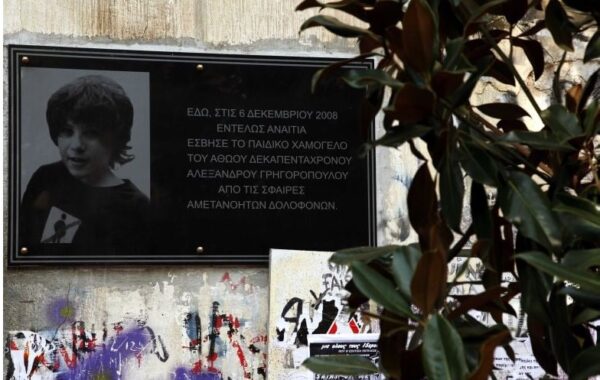 ΕΔΩ, ΣΤΙΣ 6 ΔΕΚΕΜΒΡΙΟΥ 2008
ΕΝΤΕΛΩΣ ΑΝΑΙΤΙΑ
ΕΣΒΗΣΕ ΤΟ ΠΑΙΔΙΚΟ ΧΑΜΟΓΕΛΟ
ΤΟΥ ΑΘΩΟΥ ΔΕΚΑΠΕΝΤΑΧΡΟΝΟΥ
ΑΛΕΞΑΝΔΡΟΥ ΓΡΗΓΟΡΟΠΟΥΛΟΥ
ΑΠΟ ΤΙΣ ΣΦΑΙΡΕΣ
ΑΜΕΤΑΝΟΗΤΩΝ ΔΟΛΟΦΟΝΩΝ.